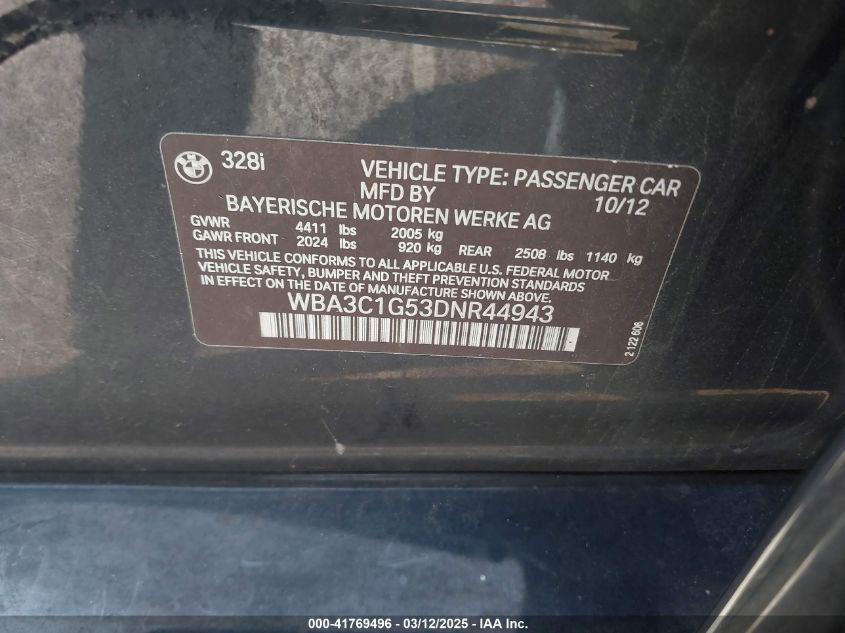 BMW 328i VEHICLE TYPE: PASSENGER CAR
MFD BY 10/12
BAYERISCHE MOTOREN WERKE AG
GVWR 4411 lbs 2005 kg
GAWR FRONT 2024 lbs 920 kg REAR 2508 lbs 1140 kg
THIS VEHICLE CONFORMS TO ALL APPLICABLE U.S. FEDERAL MOTOR
VEHICLE SAFETY, BUMPER AND THEFT PREVENTION STANDARDS
IN EFFECT ON THE DATE OF MANUFACTURE SHOWN ABOVE.
WBA3C1G53DNR44943
2 122 606
000-41769496 - 03/12/2025 - IAA Inc.